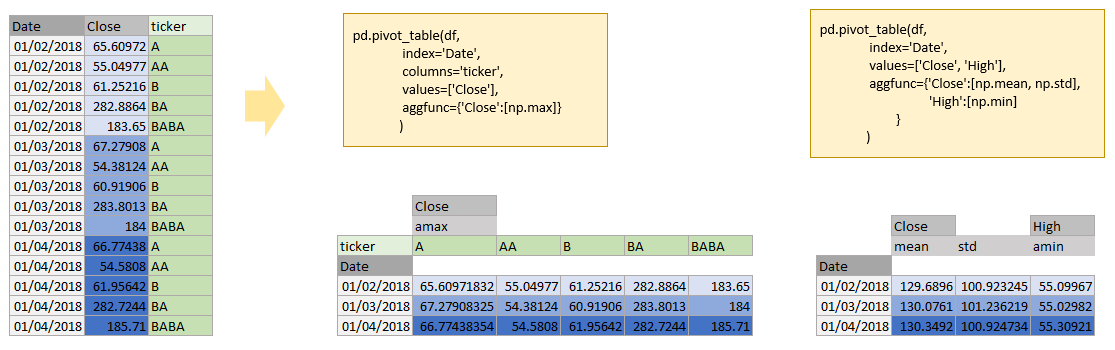 Date Close ticker
01/02/2018 65.60972 A
01/02/2018 55.04977 AA
01/02/2018 61.25216 B
01/02/2018 282.8864 BA
01/02/2018 183.65 BABA
01/03/2018 67.27908 A
01/03/2018 54.38124 AA
01/03/2018 60.91906 B
01/03/2018 283.8013 BA
01/03/2018 184 BABA
01/04/2018 66.77438 A
01/04/2018 54.5808 AA
01/04/2018 61.95642 B
01/04/2018 282.7244 BA
01/04/2018 185.71 BABA
pd.pivot_table(df,
index='Date',
columns='ticker',
values=['Close'],
aggfunc={'Close':[np.max]}
)
Close
amax
ticker A AA B BA BABA
Date
01/02/2018 65.60971832 55.04977 61.25216 282.8864 183.65
01/03/2018 67.27908325 54.38124 60.91906 283.8013 184
01/04/2018 66.77438354 54.5808 61.95642 282.7244 185.71
pd.pivot_table(df,
index='Date',
values=['Close', 'High'],
aggfunc={'Close':[np.mean, np.std],
'High':[np.min]
}
)
Close High
mean std amin
Date
01/02/2018 129.6896 100.923245 55.09967
01/03/2018 130.0761 101.236219 55.02982
01/04/2018 130.3492 100.924734 55.30921